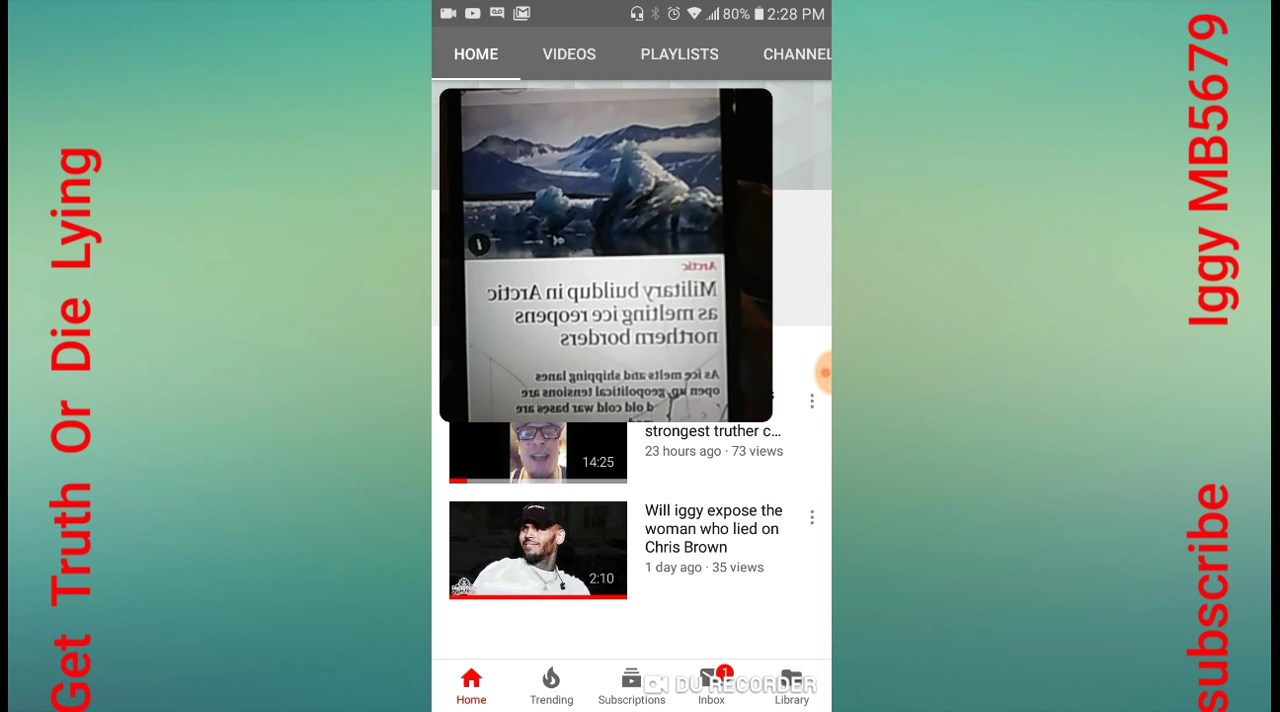 Get Truth Or Die Lying
80% 2:28 PM
HOME VIDEOS PLAYLISTS CHANNEL
Arctic
Military buildup in Arctic
as melting ice reopens
northern borders
As ice melts and shipping lanes
open up, geopolitical tensions are
old cold war bases are
strongest truther c...
23 hours ago · 73 views
14:25
Will iggy expose the
woman who lied on
Chris Brown
1 day ago · 35 views
2:10
1
Home Trending Subscriptions Inbox Library
DU RECORDER
Iggy MB5679
subscribe